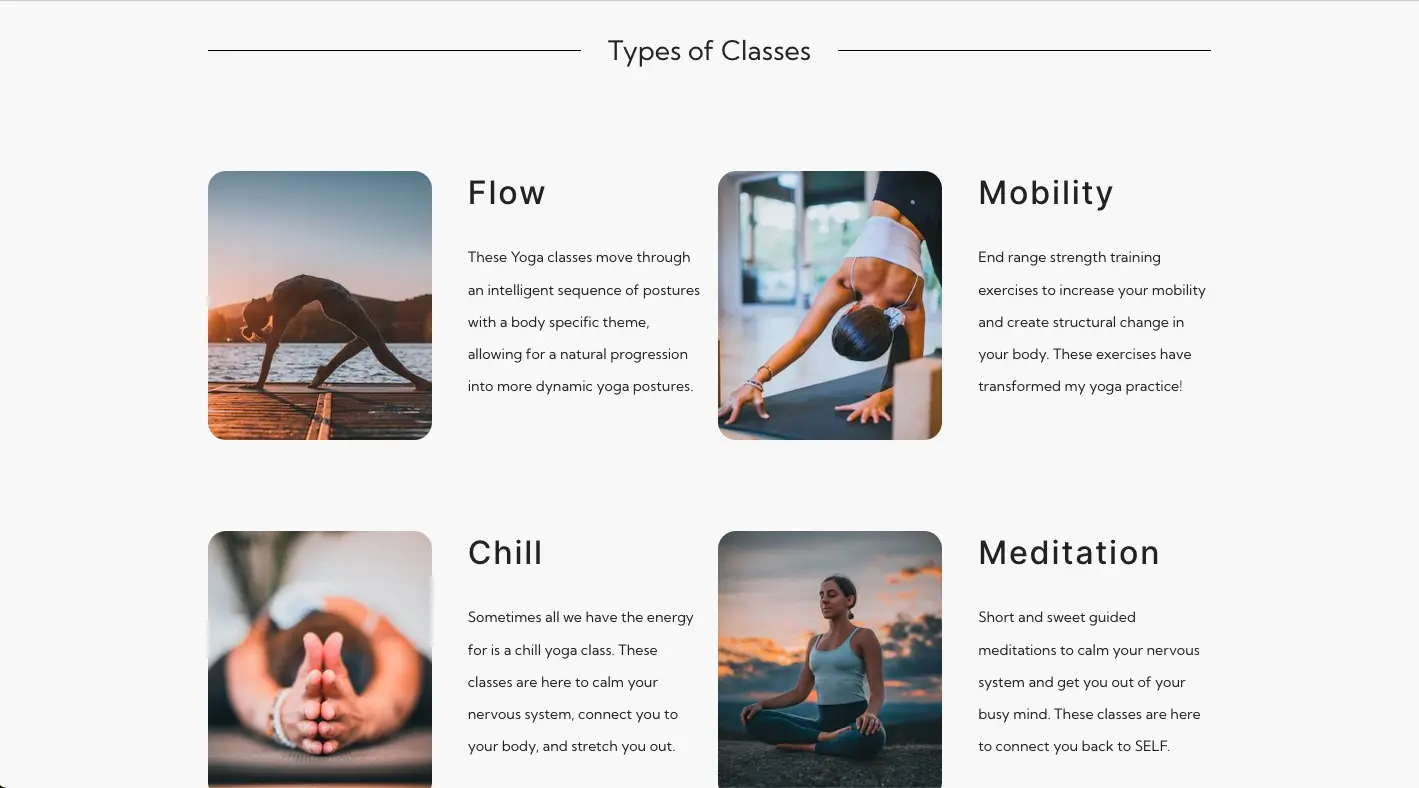 Types of Classes
Flow
These Yoga classes move through
an intelligent sequence of postures
with a body specific theme,
allowing for a natural progression
into more dynamic yoga postures.
Mobility
End range strength training
exercises to increase your mobility
and create structural change in
your body. These exercises have
transformed my yoga practice!
Chill
Sometimes all we have the energy
for is a chill yoga class. These
classes are here to calm your
nervous system, connect you to
your body, and stretch you out.
Meditation
Short and sweet guided
meditations to calm your nervous
system and get you out of your
busy mind. These classes are here
to connect you back to SELF.